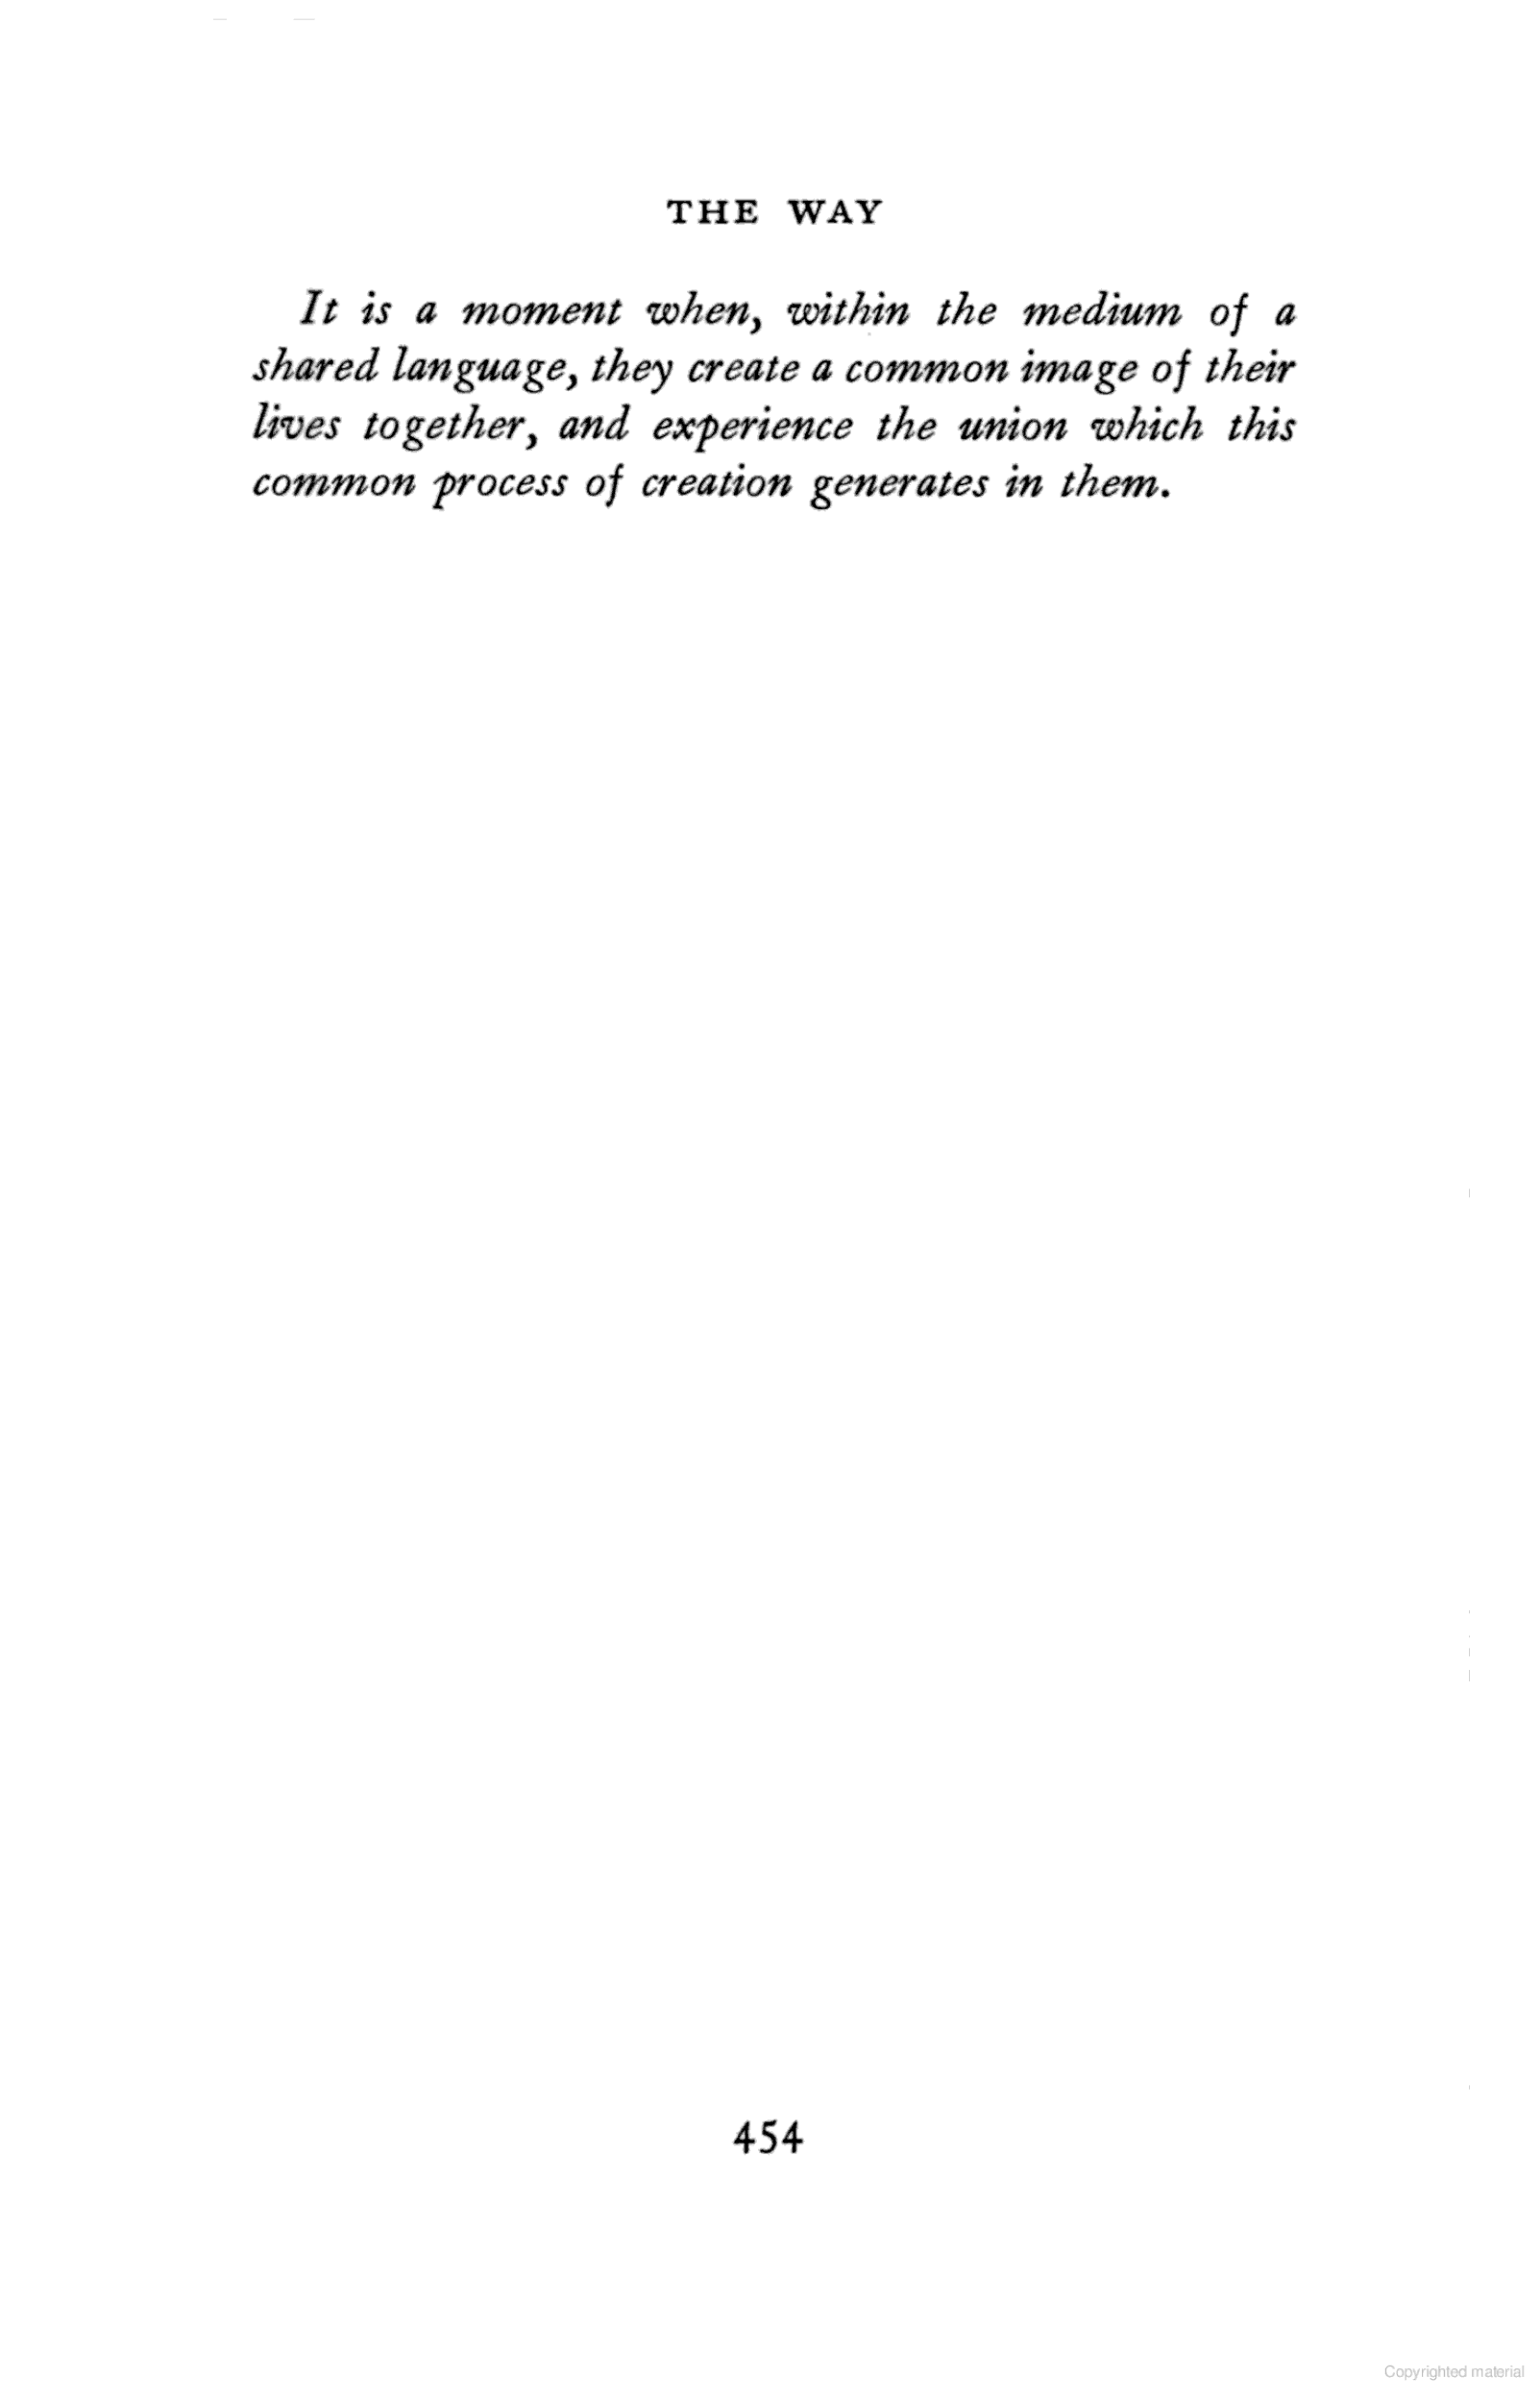 THE WAY
It is a moment when, within the medium of a
shared language, they create a common image of their
lives together, and experience the union which this
common process of creation generates in them.
454
Copyrighted material